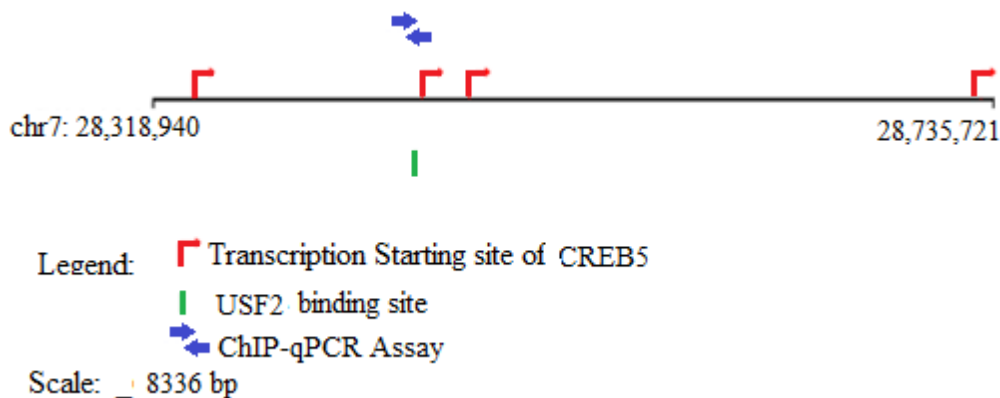 chr7: 28,318,940
28,735,721
Legend:
Transcription Starting site of CREB5
USF2 binding site
ChIP-qPCR Assay
Scale: _ 8336 bp